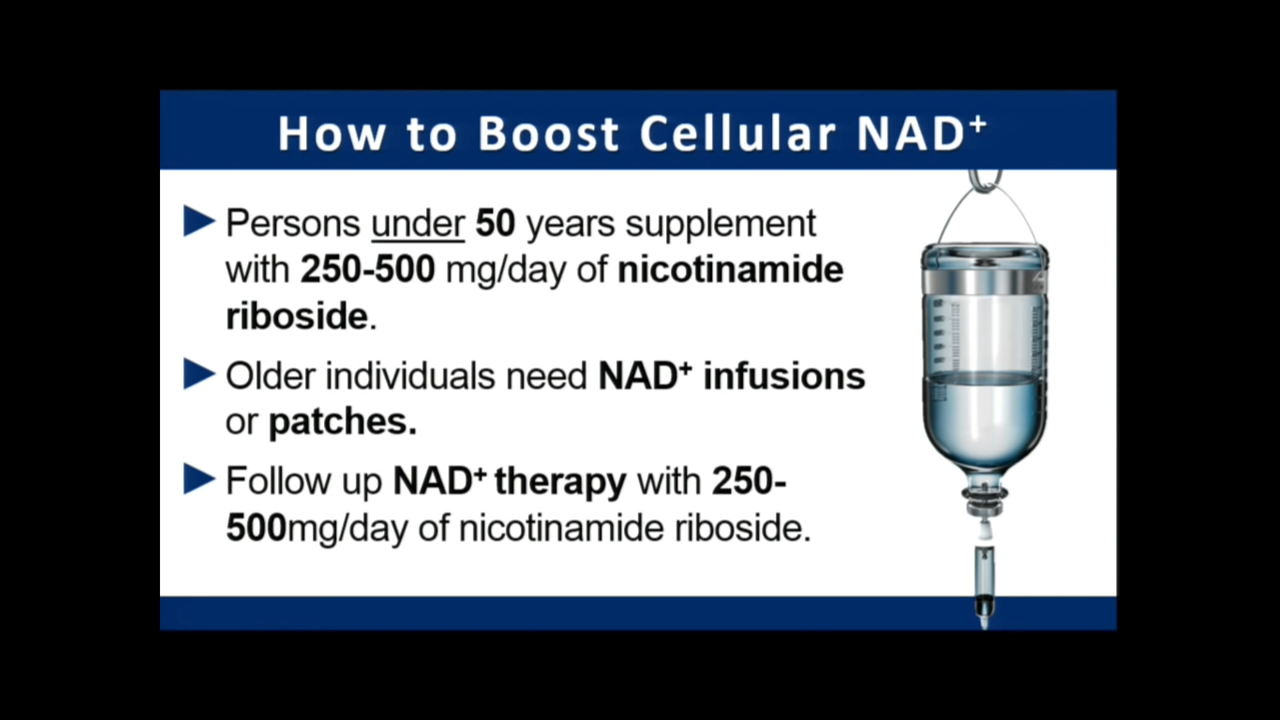 How to Boost Cellular NAD⁺
Persons under 50 years supplement
with 250-500 mg/day of nicotinamide
riboside.
Older individuals need NAD⁺ infusions
or patches.
Follow up NAD⁺ therapy with 250-
500mg/day of nicotinamide riboside.